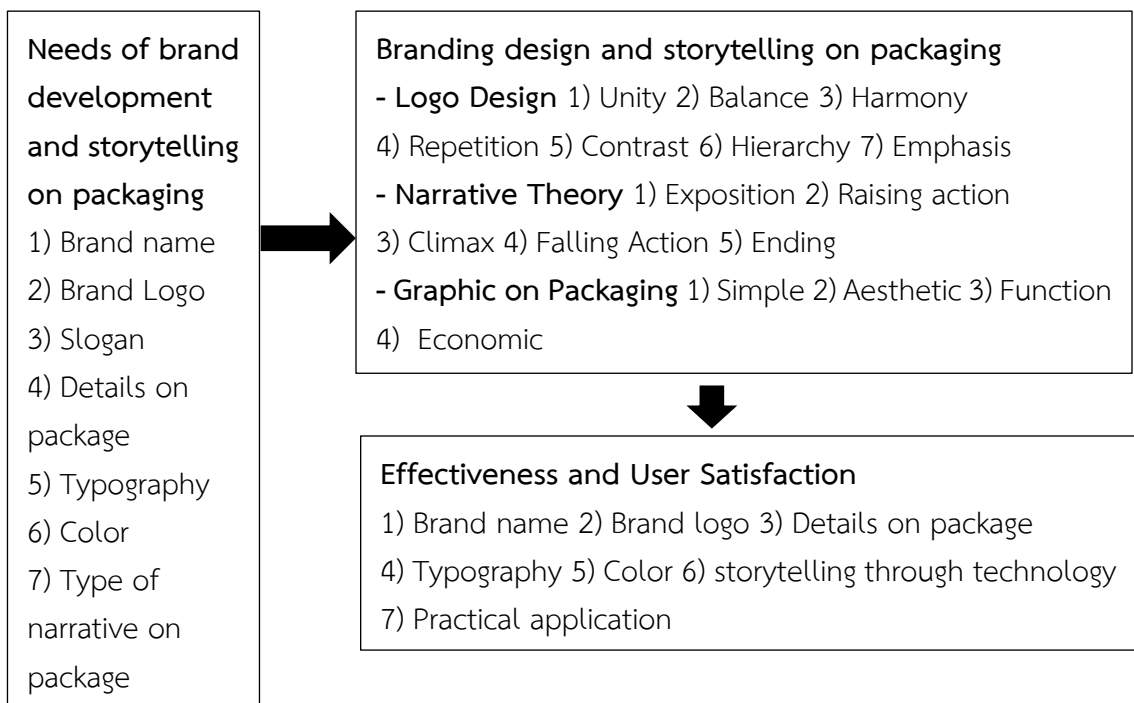 Needs of brand
development
and storytelling
on packaging
1) Brand name
2) Brand Logo
3) Slogan
4) Details on
package
5) Typography
6) Color
7) Type of
narrative on
package
Branding design and storytelling on packaging
- Logo Design 1) Unity 2) Balance 3) Harmony
4) Repetition 5) Contrast 6) Hierarchy 7) Emphasis
- Narrative Theory 1) Exposition 2) Raising action
3) Climax 4) Falling Action 5) Ending
- Graphic on Packaging 1) Simple 2) Aesthetic 3) Function
4) Economic
Effectiveness and User Satisfaction
1) Brand name 2) Brand logo 3) Details on package
4) Typography 5) Color 6) storytelling through technology
7) Practical application